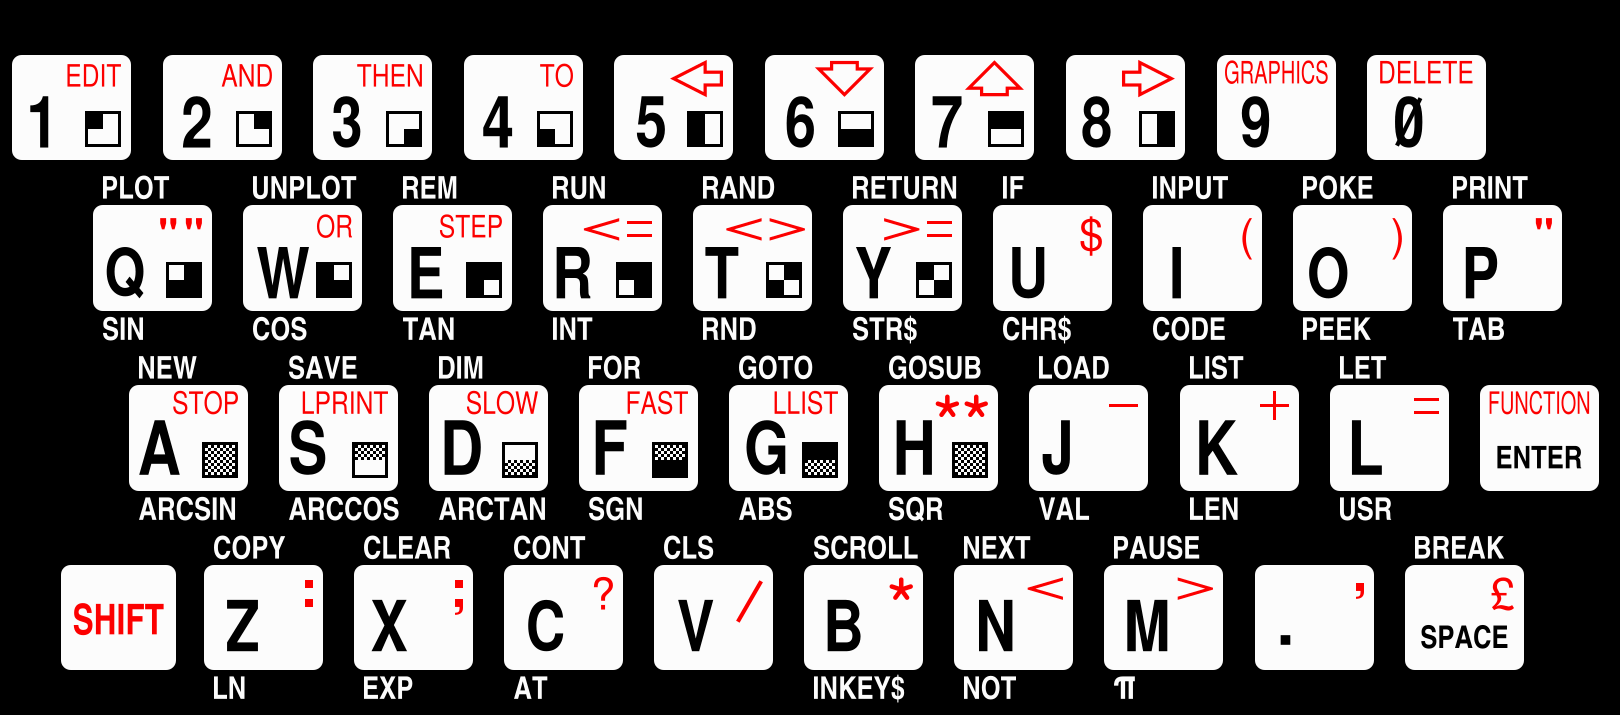 EDIT AND THEN TO GRAPHICS DELETE
1 2 3 4 5 6 7 8 9 0
PLOT UNPLOT REM RUN RAND RETURN IF INPUT POKE PRINT
"" OR STEP <= <> >= $ ( ) "
Q W E R T Y U I O P
SIN COS TAN INT RND STR$ CHR$ CODE PEEK TAB
NEW SAVE DIM FOR GOTO GOSUB LOAD LIST LET
STOP LPRINT SLOW FAST LLIST ** − + = FUNCTION
A S D F G H J K L ENTER
ARCSIN ARCCOS ARCTAN SGN ABS SQR VAL LEN USR
COPY CLEAR CONT CLS SCROLL NEXT PAUSE BREAK
: ; ? / * < > , £
SHIFT Z X C V B N M . SPACE
LN EXP AT INKEY$ NOT π